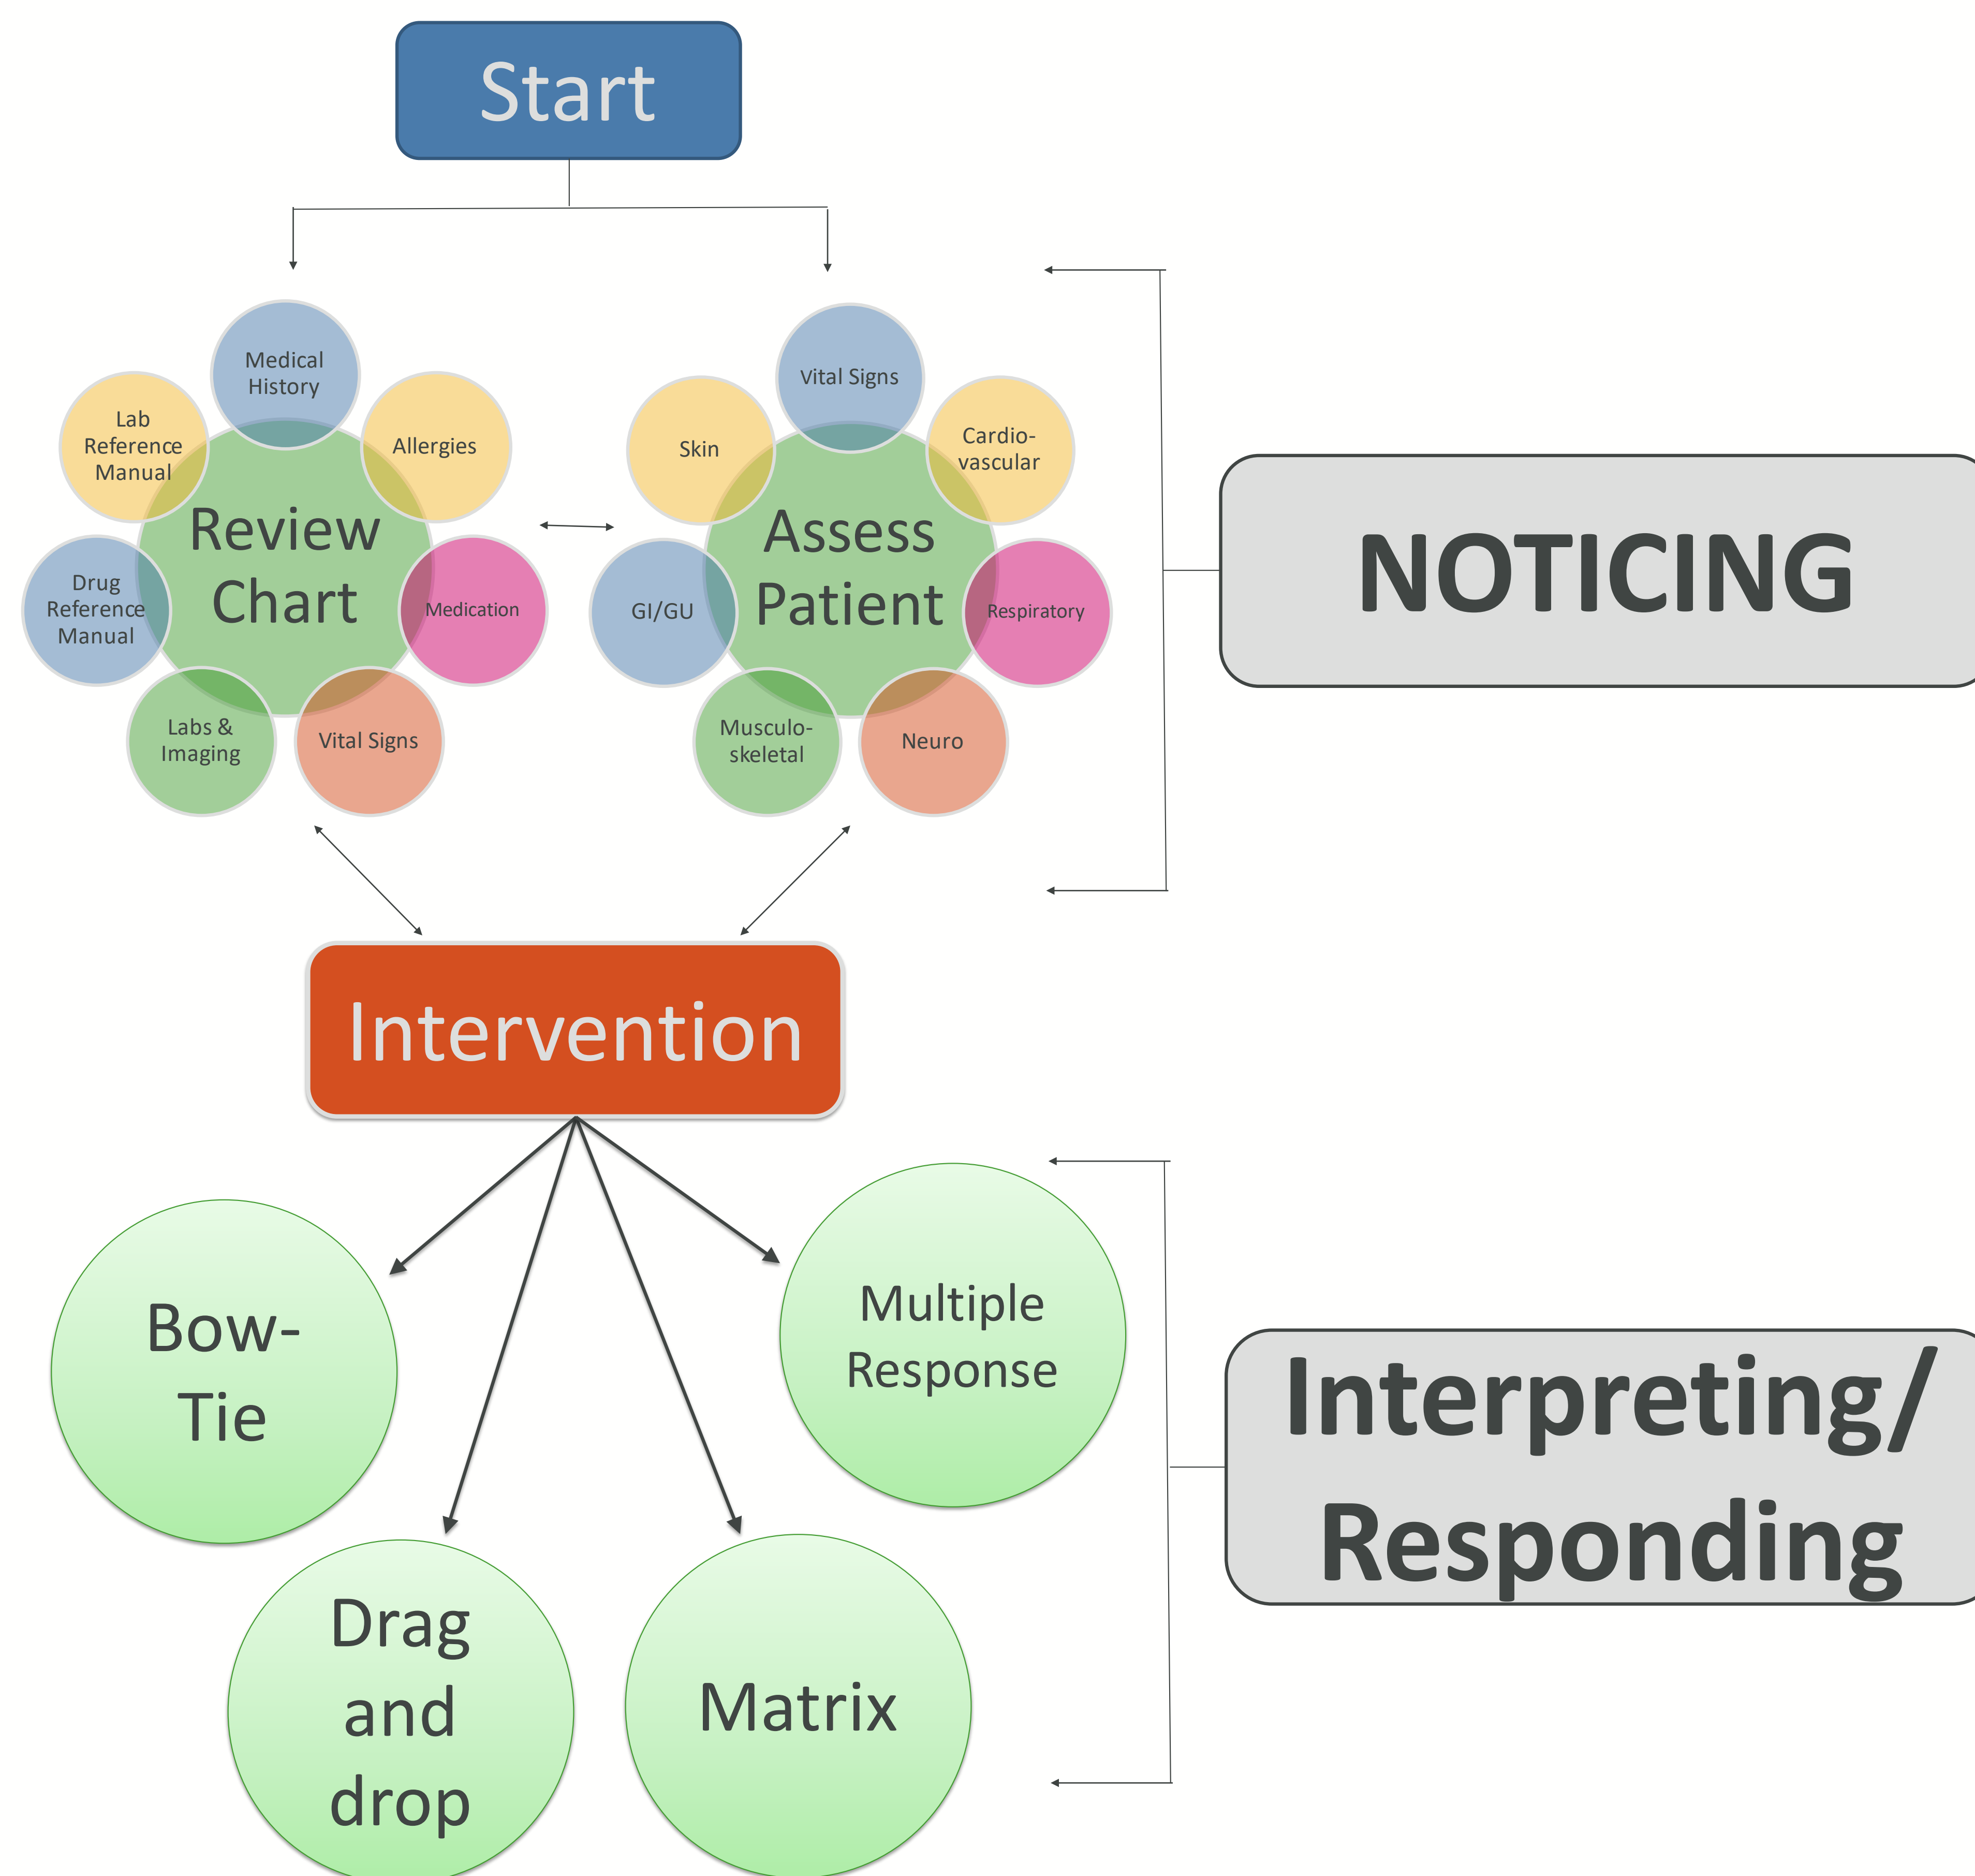 Start
Medical
History
Lab
Reference
Manual
Allergies
Review
Chart
Drug
Reference
Manual
Medication
Labs &
Imaging
Vital Signs
Vital Signs
Skin
Cardio-
vascular
Assess
Patient
GI/GU
Respiratory
Musculo-
skeletal
Neuro
NOTICING
Intervention
Bow-
Tie
Multiple
Response
Drag
and
drop
Matrix
Interpreting/
Responding